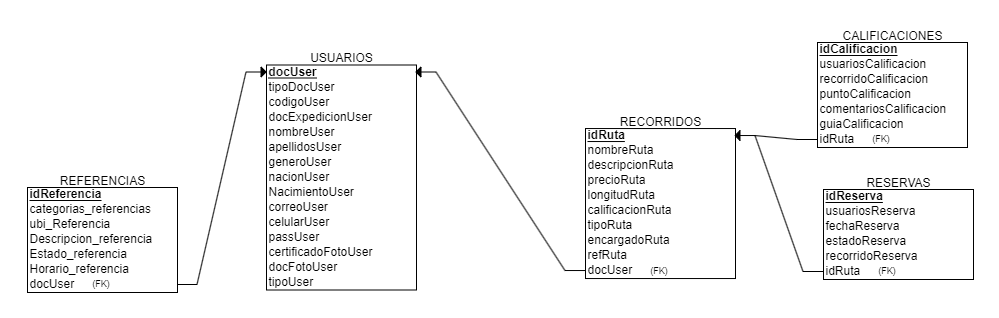 REFERENCIAS
idReferencia
categorias_referencias
ubi_Referencia
Descripcion_referencia
Estado_referencia
Horario_referencia
docUser (FK)
USUARIOS
docUser
tipoDocUser
codigoUser
docExpedicionUser
nombreUser
apellidosUser
generoUser
nacionUser
NacimientoUser
correoUser
celularUser
passUser
certificadoFotoUser
docFotoUser
tipoUser
RECORRIDOS
idRuta
nombreRuta
descripcionRuta
precioRuta
longitudRuta
calificacionRuta
tipoRuta
encargadoRuta
refRuta
docUser (FK)
CALIFICACIONES
idCalificacion
usuariosCalificacion
recorridoCalificacion
puntoCalificacion
comentariosCalificacion
guiaCalificacion
idRuta (FK)
RESERVAS
idReserva
usuariosReserva
fechaReserva
estadoReserva
recorridoReserva
idRuta (FK)